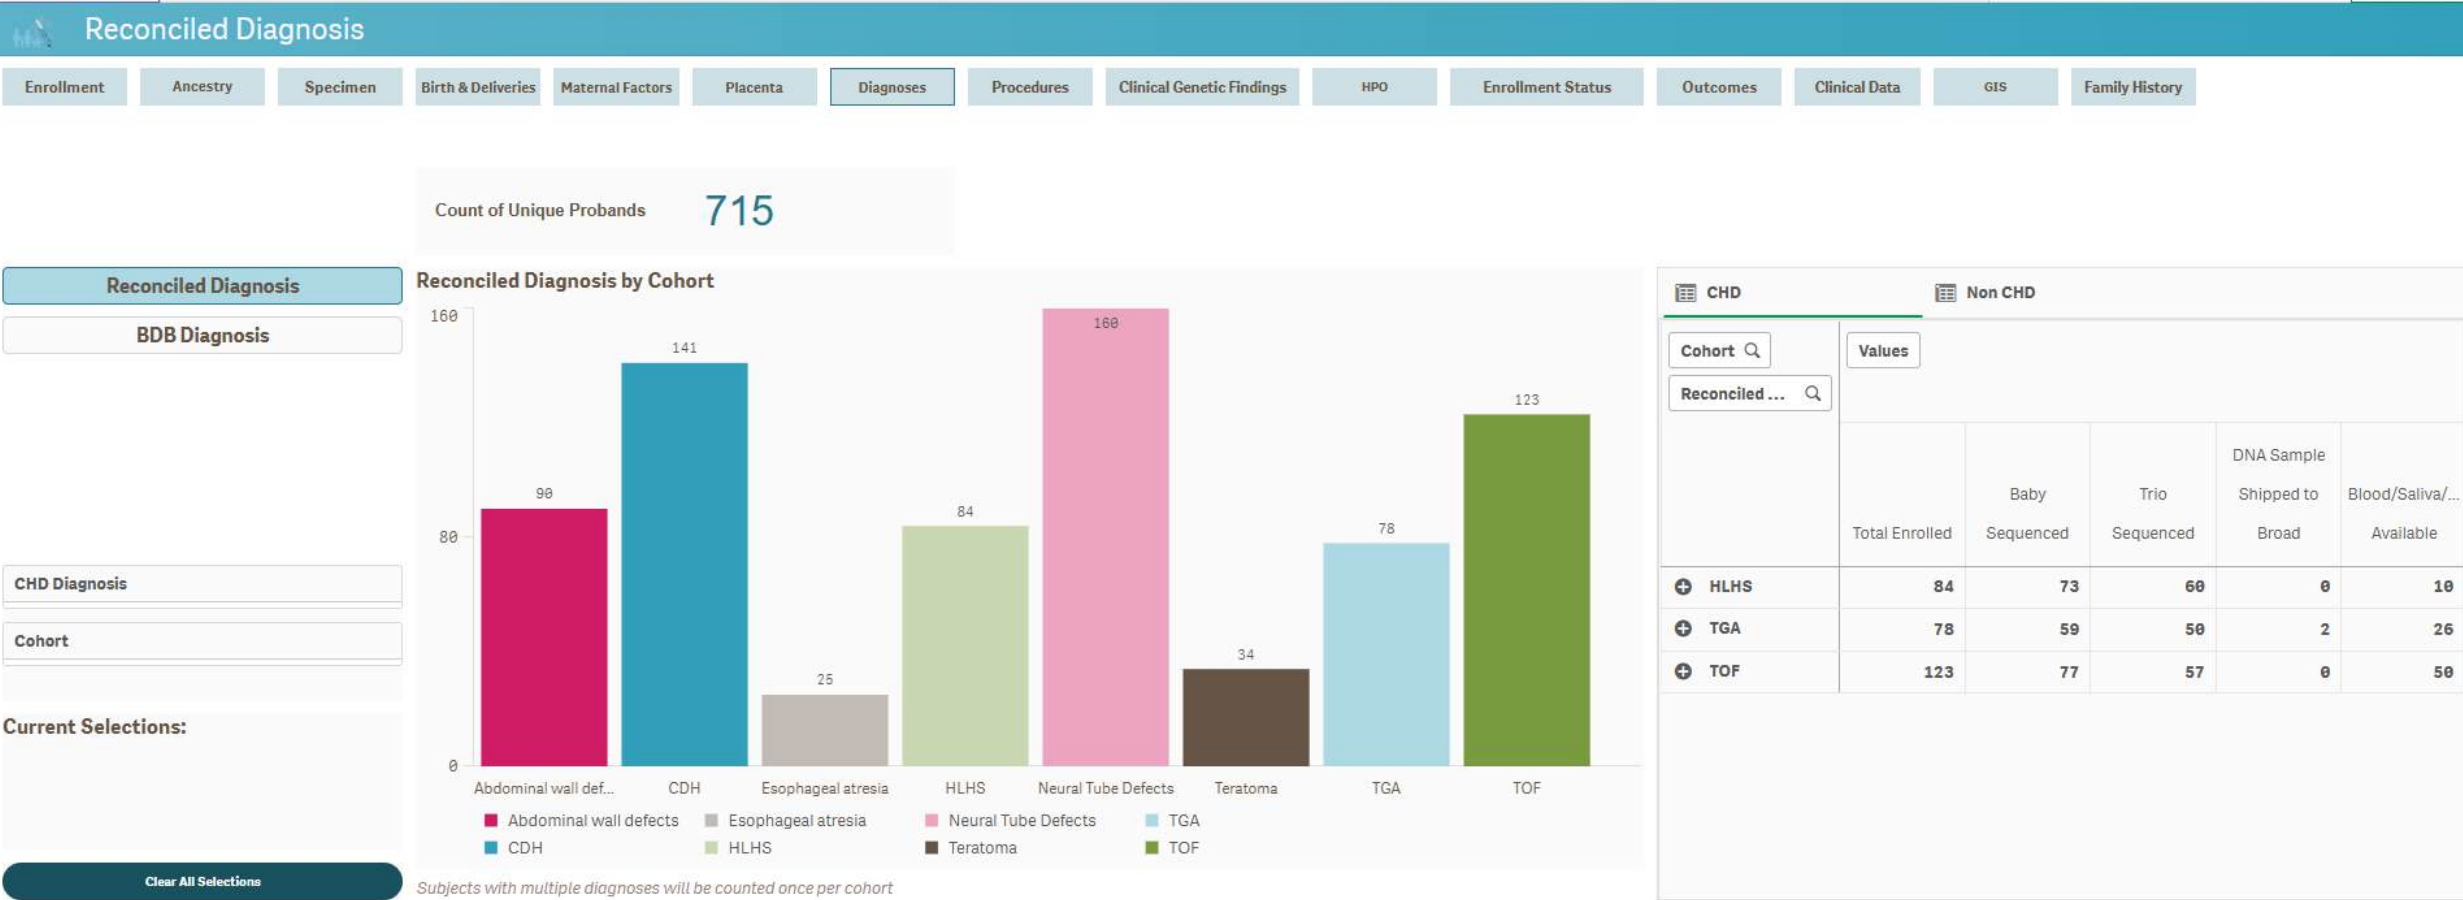 Reconciled Diagnosis
Enrollment Ancestry Specimen Birth & Deliveries Maternal Factors Placenta Diagnoses Procedures Clinical Genetic Findings HPO Enrollment Status Outcomes Clinical Data GIS Family History
Count of Unique Probands 715
Reconciled Diagnosis
BDB Diagnosis
CHD Diagnosis
Cohort
Current Selections:
Clear All Selections
Reconciled Diagnosis by Cohort
160
80
0
90
141
25
84
160
34
78
123
Abdominal wall def... CDH Esophageal atresia HLHS Neural Tube Defects Teratoma TGA TOF
Abdominal wall defects Esophageal atresia Neural Tube Defects TGA
CDH HLHS Teratoma TOF
Subjects with multiple diagnoses will be counted once per cohort
CHD Non CHD
Cohort Values
Reconciled ...
Total Enrolled
Baby
Sequenced
Trio
Sequenced
DNA Sample
Shipped to
Broad
Blood/Saliva/...
Available
HLHS 84 73 60 0 10
TGA 78 59 50 2 26
TOF 123 77 57 0 50